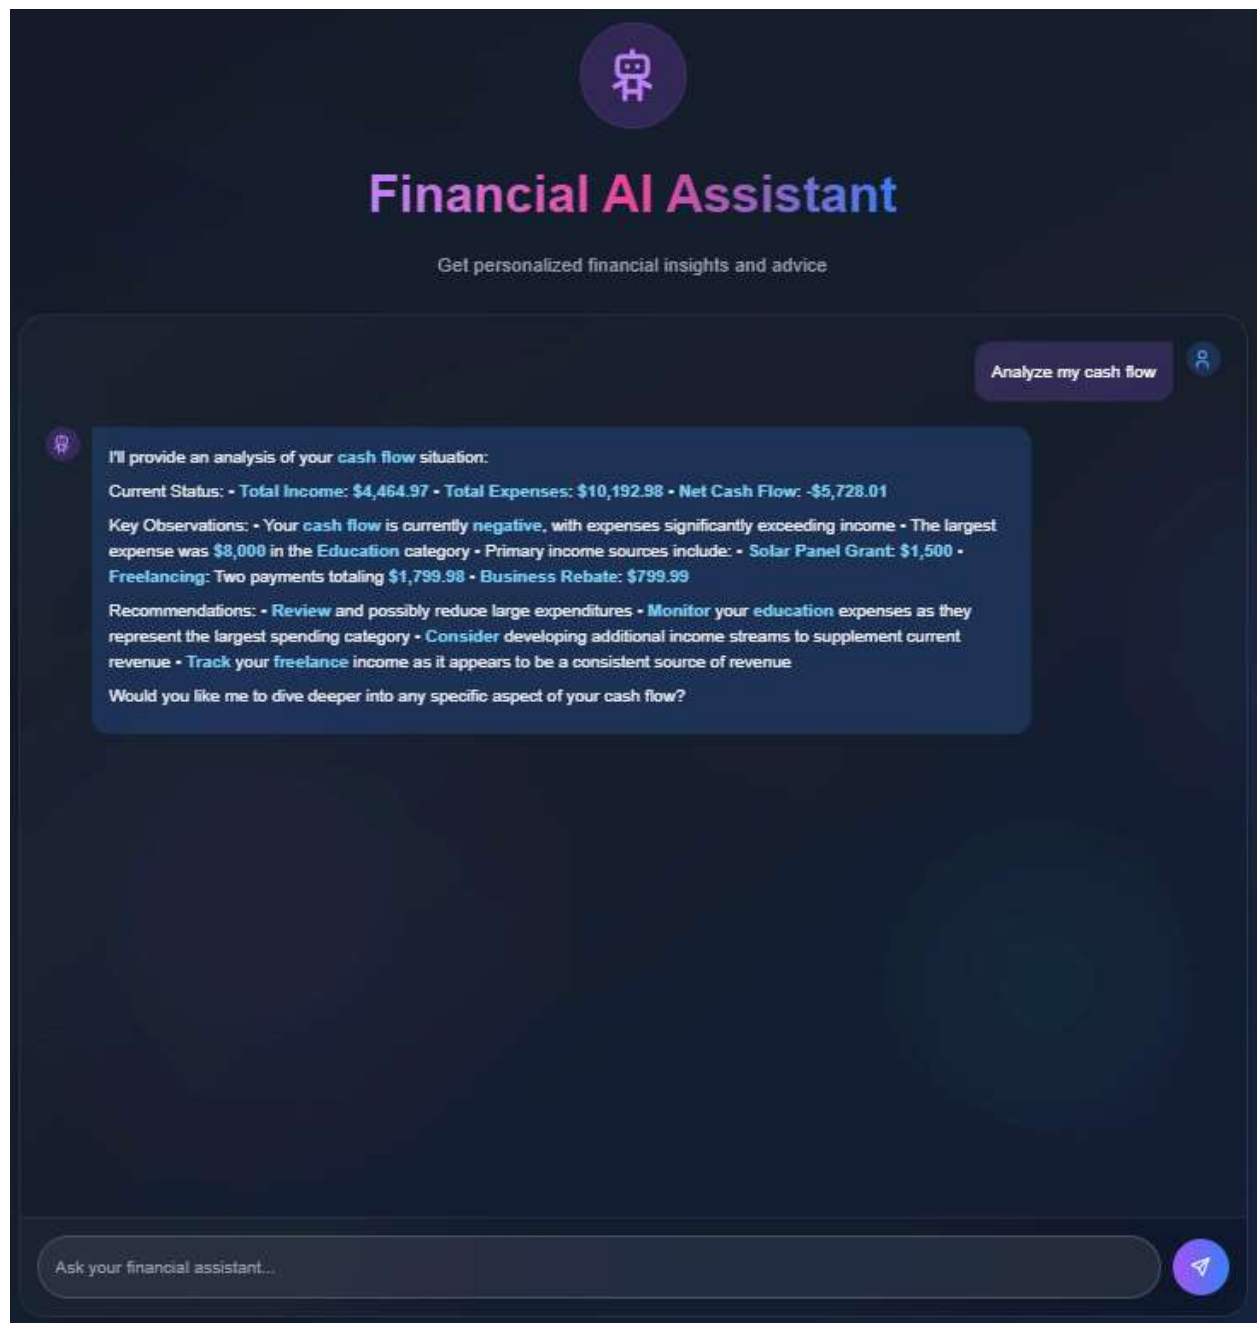 Financial AI Assistant
Get personalized financial insights and advice
Analyze my cash flow
I'll provide an analysis of your cash flow situation:
Current Status: • Total Income: $4,464.97 • Total Expenses: $10,192.98 • Net Cash Flow: -$5,728.01
Key Observations: • Your cash flow is currently negative, with expenses significantly exceeding income • The largest
expense was $8,000 in the Education category • Primary income sources include: • Solar Panel Grant: $1,500 •
Freelancing: Two payments totaling $1,799.98 • Business Rebate: $799.99
Recommendations: • Review and possibly reduce large expenditures • Monitor your education expenses as they
represent the largest spending category • Consider developing additional income streams to supplement current
revenue • Track your freelance income as it appears to be a consistent source of revenue
Would you like me to dive deeper into any specific aspect of your cash flow?
Ask your financial assistant...